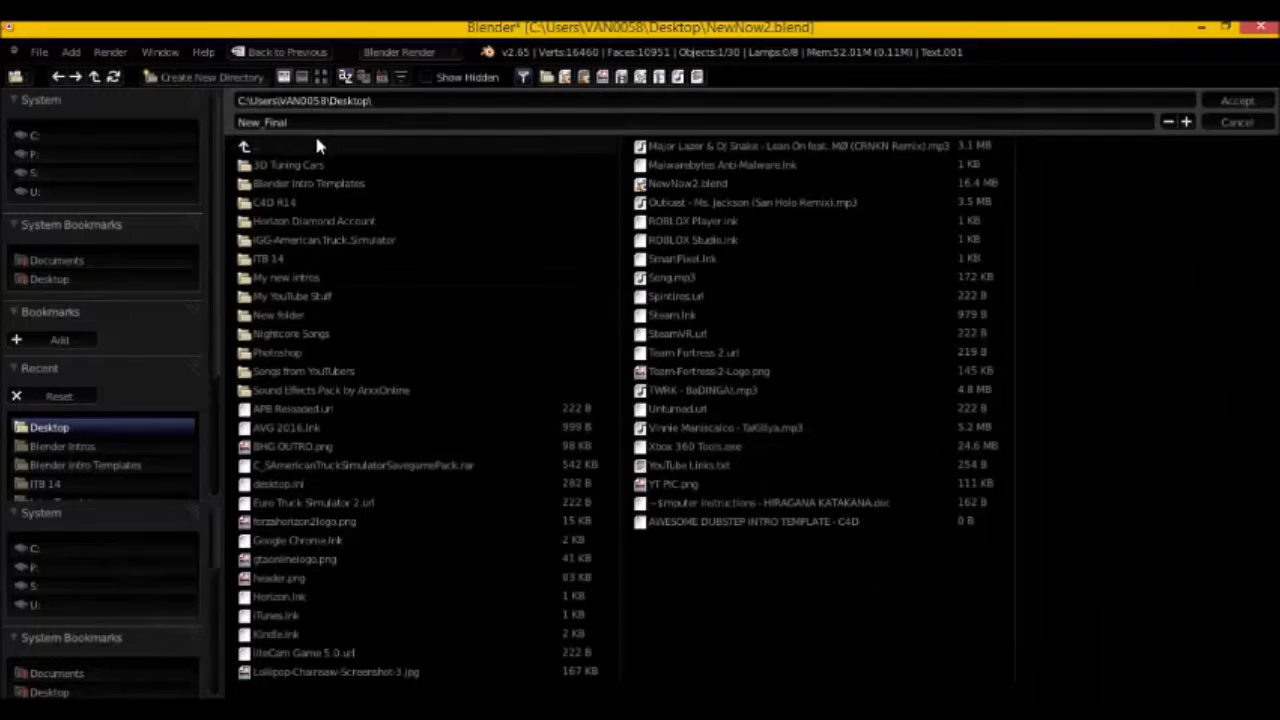 Blender* [C:\Users\VAN0058\Desktop\NewNow2.blend]
File Add Render Window Help Back to Previous Blender Render v2.65 | Verts:16460 | Faces:10951 | Objects:1/30 | Lamps:0/8 | Mem:52.01M (0.11M) | Text.001
Create New Directory Show Hidden
System
C:
P:
S:
U:
System Bookmarks
Documents
Desktop
Bookmarks
Add
Recent
Reset
Desktop
Blender Intros
Blender Intro Templates
ITB 14
System
C:
P:
S:
U:
System Bookmarks
Documents
Desktop
C:\Users\VAN0058\Desktop\ Accept
New_Final Cancel
..
3D Tuning Cars
Blender Intro Templates
C4D R14
Horizon Diamond Account
IGG-American.Truck.Simulator
ITB 14
My new intros
My YouTube Stuff
New folder
Nightcore Songs
Photoshop
Songs from YouTubers
Sound Effects Pack by ArxxOnline
APB Reloaded.url 222 B
AVG 2016.lnk 999 B
BHG OUTRO.png 98 KB
C_SAmericanTruckSimulatorSavegamePack.rar 542 KB
desktop.ini 282 B
Euro Truck Simulator 2.url 222 B
forzahorizon2logo.png 15 KB
Google Chrome.lnk 2 KB
gtaonlinelogo.png 41 KB
header.png 83 KB
Horizon.lnk 1 KB
iTunes.lnk 1 KB
Kindle.lnk 2 KB
liteCam Game 5.0.url 222 B
Lollipop-Chainsaw-Screenshot-3.jpg 167 KB
Major Lazer & DJ Snake - Lean On feat. MØ (CRNKN Remix).mp3 3.1 MB
Malwarebytes Anti-Malware.lnk 1 KB
NewNow2.blend 16.4 MB
Outkast - Ms. Jackson (San Holo Remix).mp3 3.5 MB
ROBLOX Player.lnk 1 KB
ROBLOX Studio.lnk 1 KB
SmartPixel.lnk 1 KB
Song.mp3 172 KB
Spintires.url 222 B
Steam.lnk 979 B
SteamVR.url 222 B
Team Fortress 2.url 219 B
Team-Fortress-2-Logo.png 145 KB
TWRK - BaDINGA!.mp3 4.8 MB
Unturned.url 222 B
Vinnie Maniscalco - TaKillya.mp3 5.2 MB
Xbox 360 Tools.exe 24.6 MB
YouTube Links.txt 254 B
YT PIC.png 111 KB
~$mputer instructions - HIRAGANA KATAKANA.doc 162 B
AWESOME DUBSTEP INTRO TEMPLATE - C4D 0 B